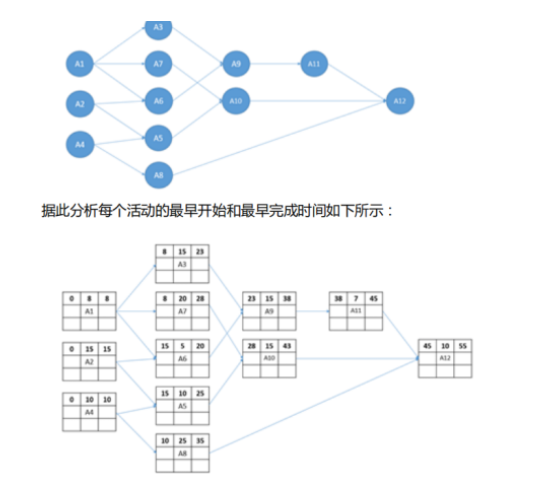 A3
A1 A7 A9 A11
A2 A6 A10 A12
A4 A5
A8
据此分析每个活动的最早开始和最早完成时间如下所示：
8 15 23
A3
0 8 8
A1
8 20 28
A7
23 15 38
A9
38 7 45
A11
0 15 15
A2
15 5 20
A6
28 15 43
A10
45 10 55
A12
0 10 10
A4
15 10 25
A5
10 25 35
A8